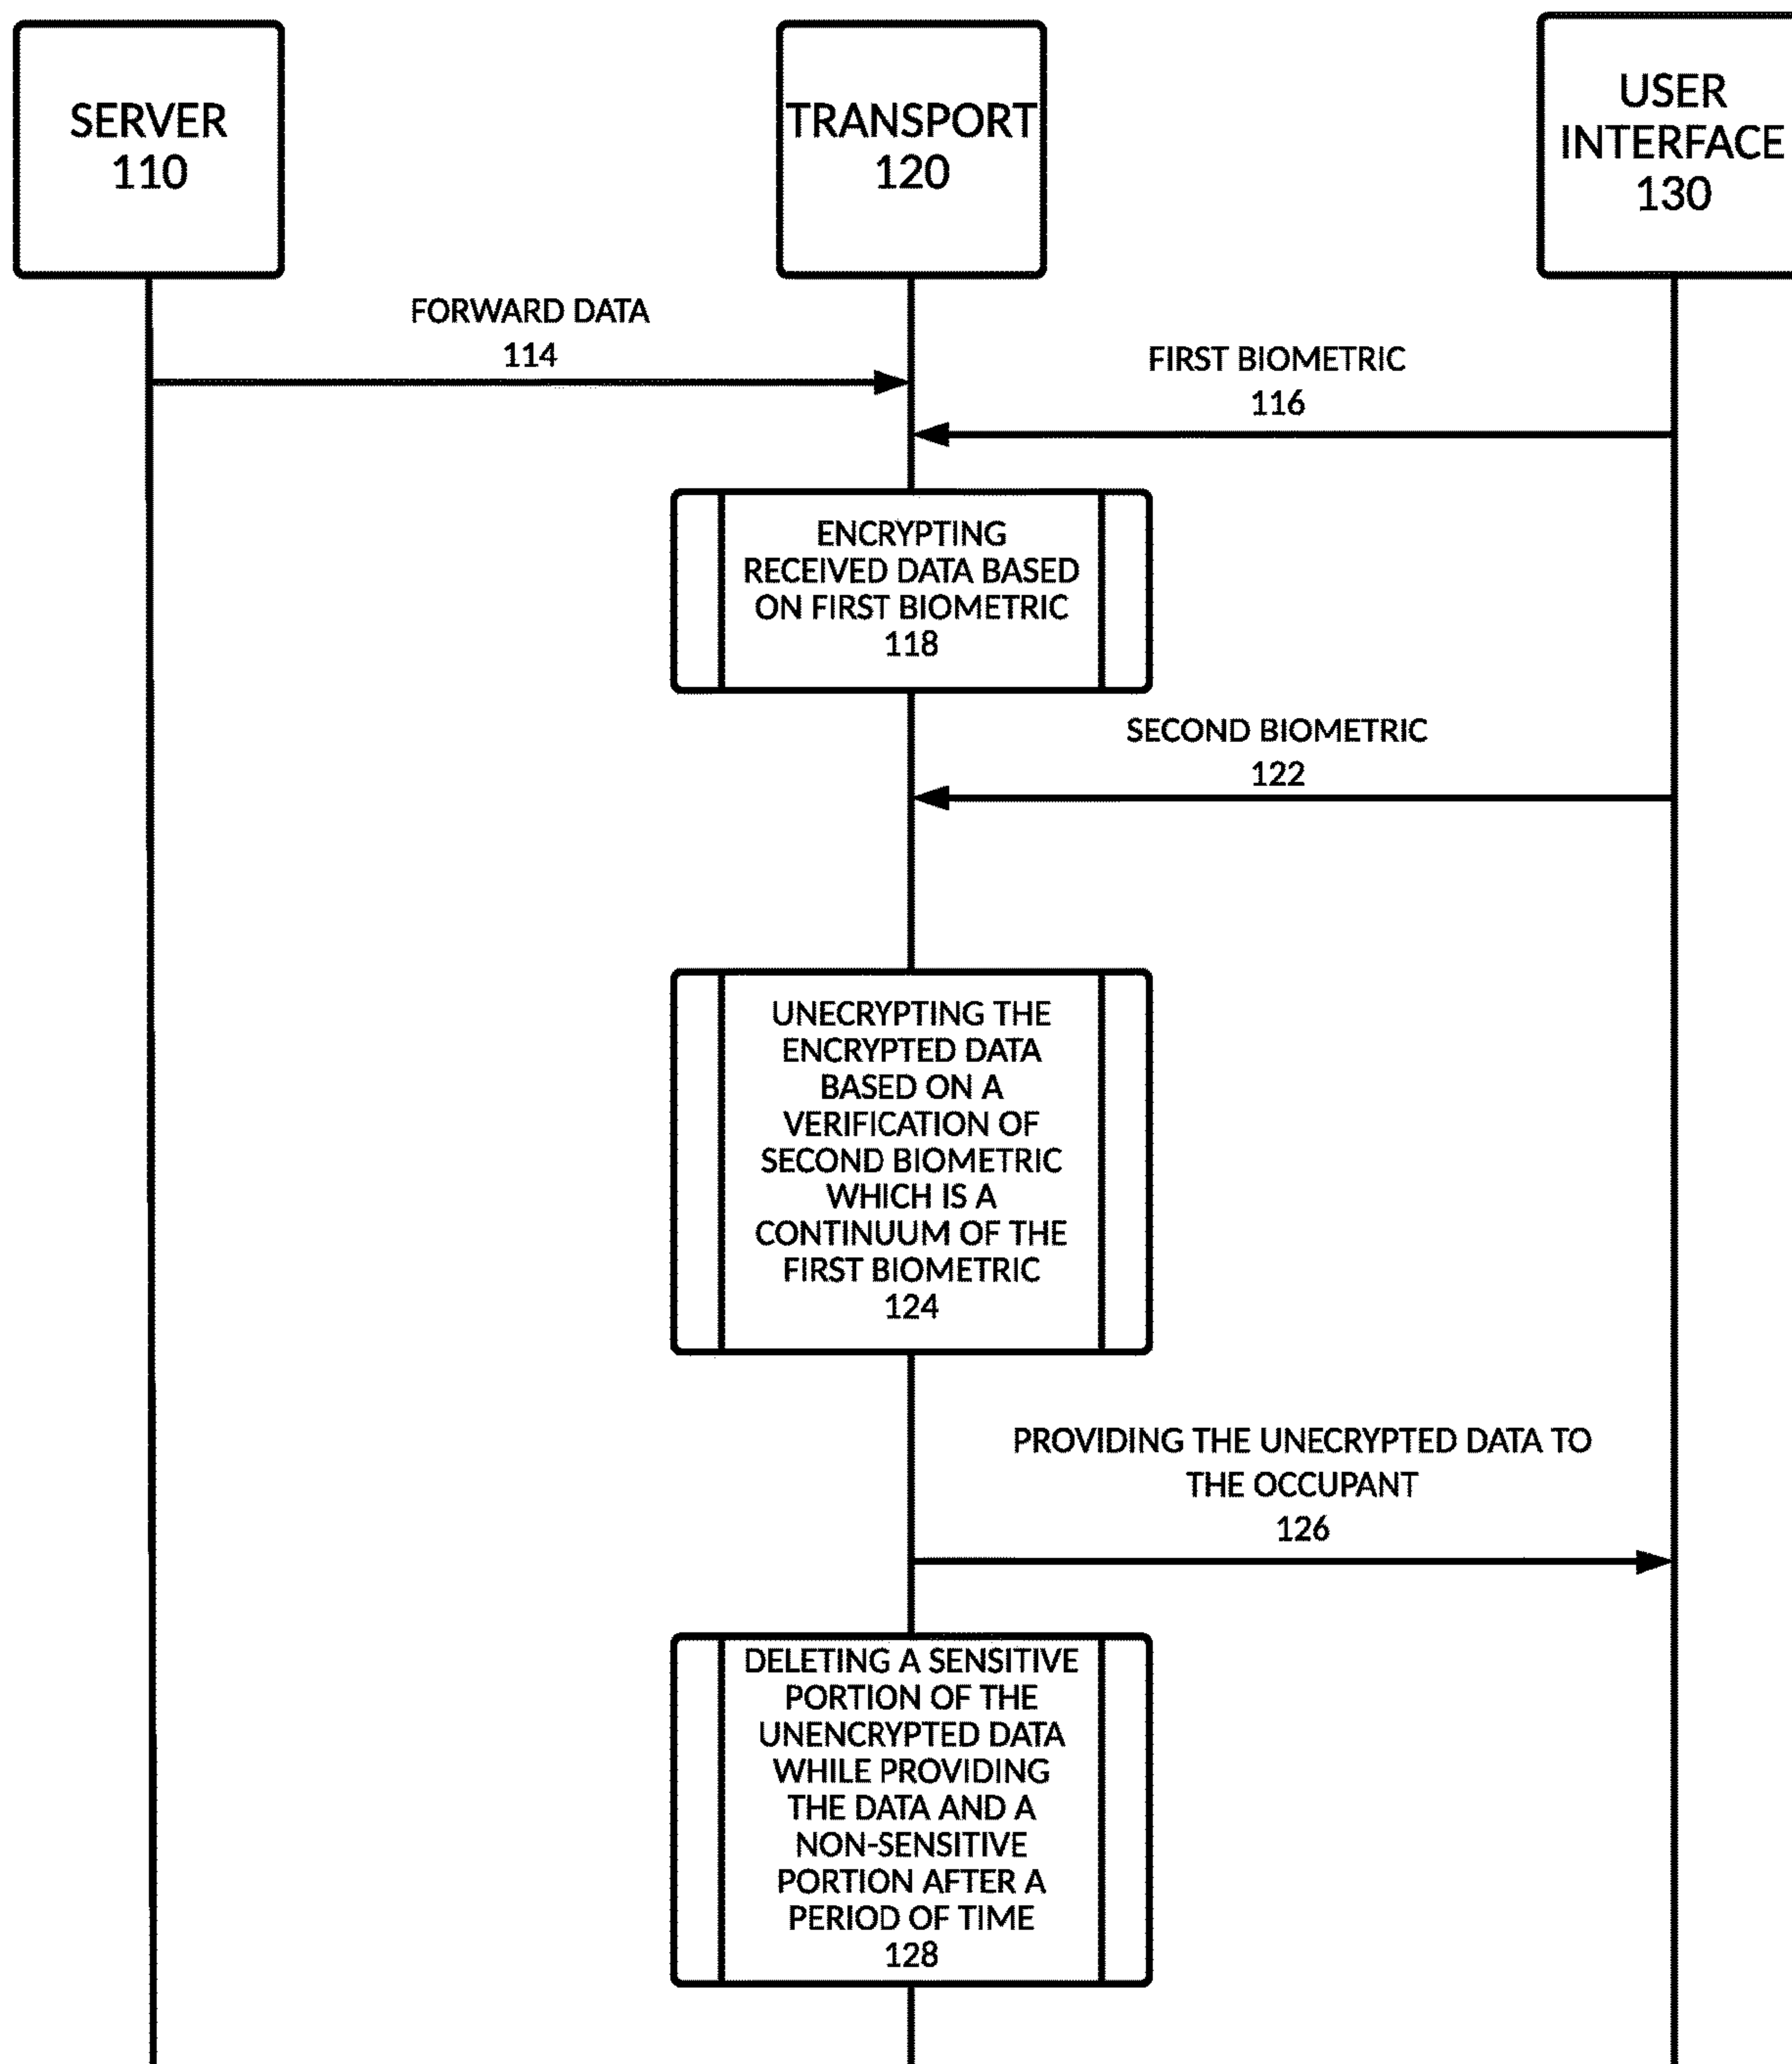 SERVER
110
TRANSPORT
120
USER
INTERFACE
130
FORWARD DATA
114
FIRST BIOMETRIC
116
ENCRYPTING
RECEIVED DATA BASED
ON FIRST BIOMETRIC
118
SECOND BIOMETRIC
122
UNECRYPTING THE
ENCRYPTED DATA
BASED ON A
VERIFICATION OF
SECOND BIOMETRIC
WHICH IS A
CONTINUUM OF THE
FIRST BIOMETRIC
124
PROVIDING THE UNECRYPTED DATA TO
THE OCCUPANT
126
DELETING A SENSITIVE
PORTION OF THE
UNENCRYPTED DATA
WHILE PROVIDING
THE DATA AND A
NON-SENSITIVE
PORTION AFTER A
PERIOD OF TIME
128